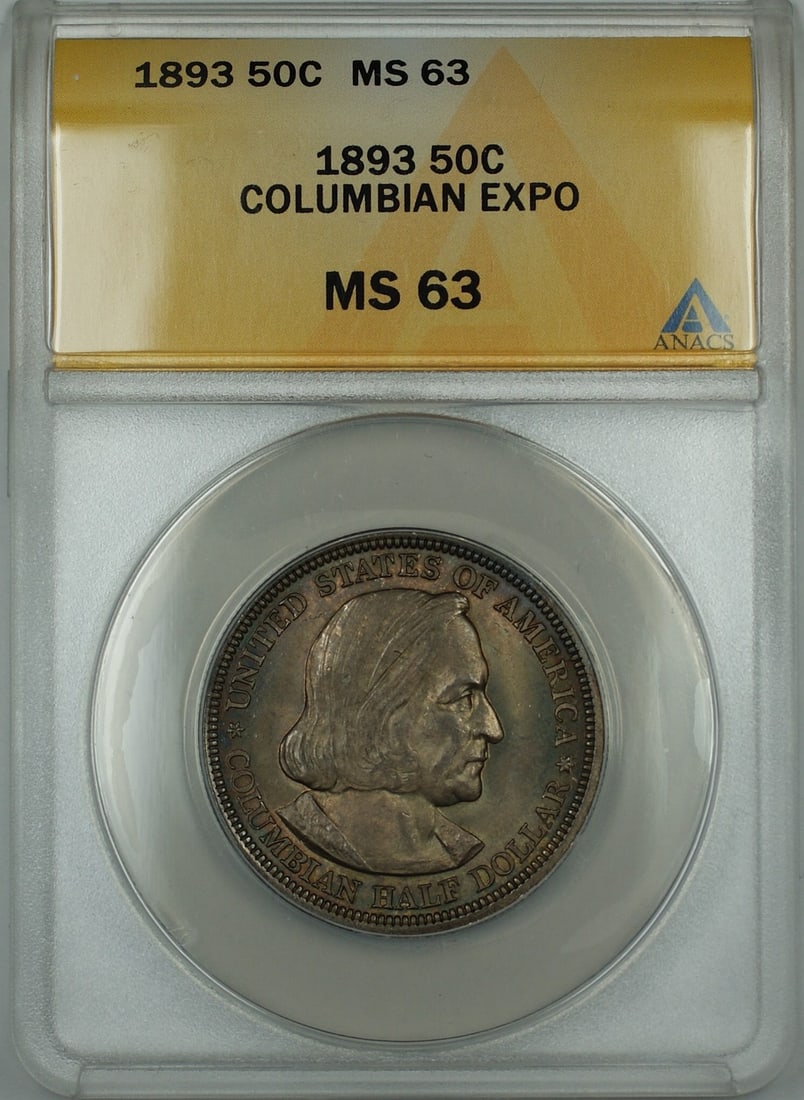 1893 50C MS 63
1893 50C
COLUMBIAN EXPO
MS 63
ANACS
UNITED STATES OF AMERICA
COLUMBIAN HALF DOLLAR